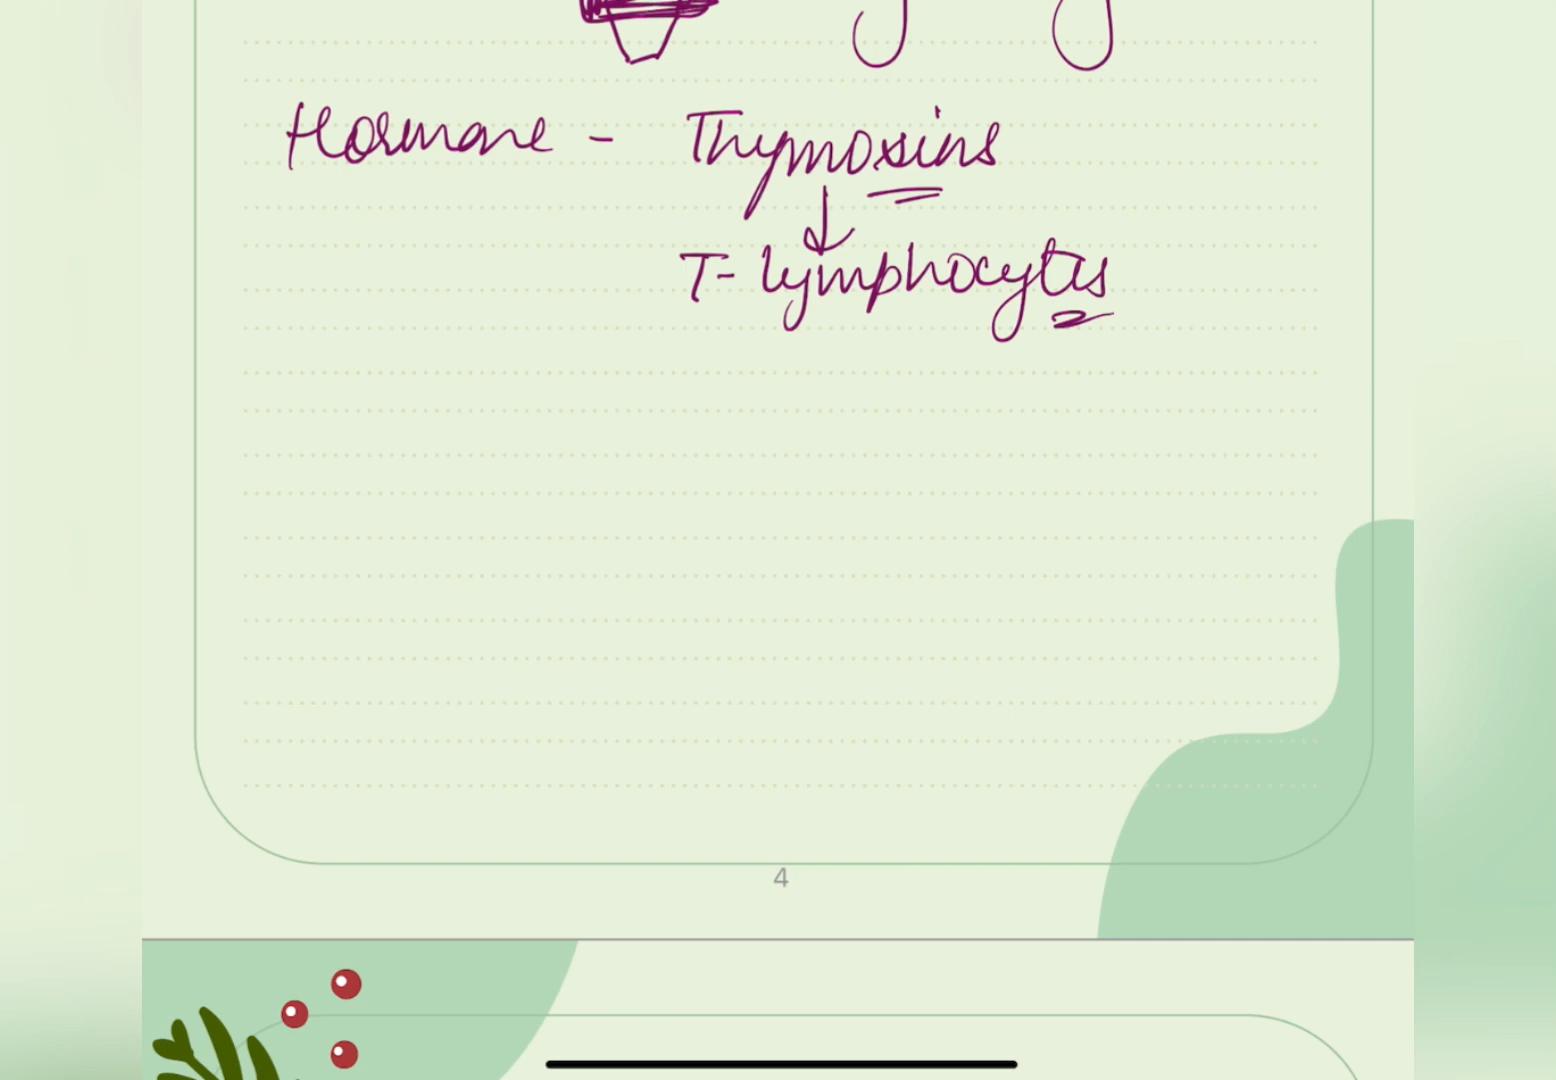 Hormone - Thymosins
↓
T- lymphocytes
4